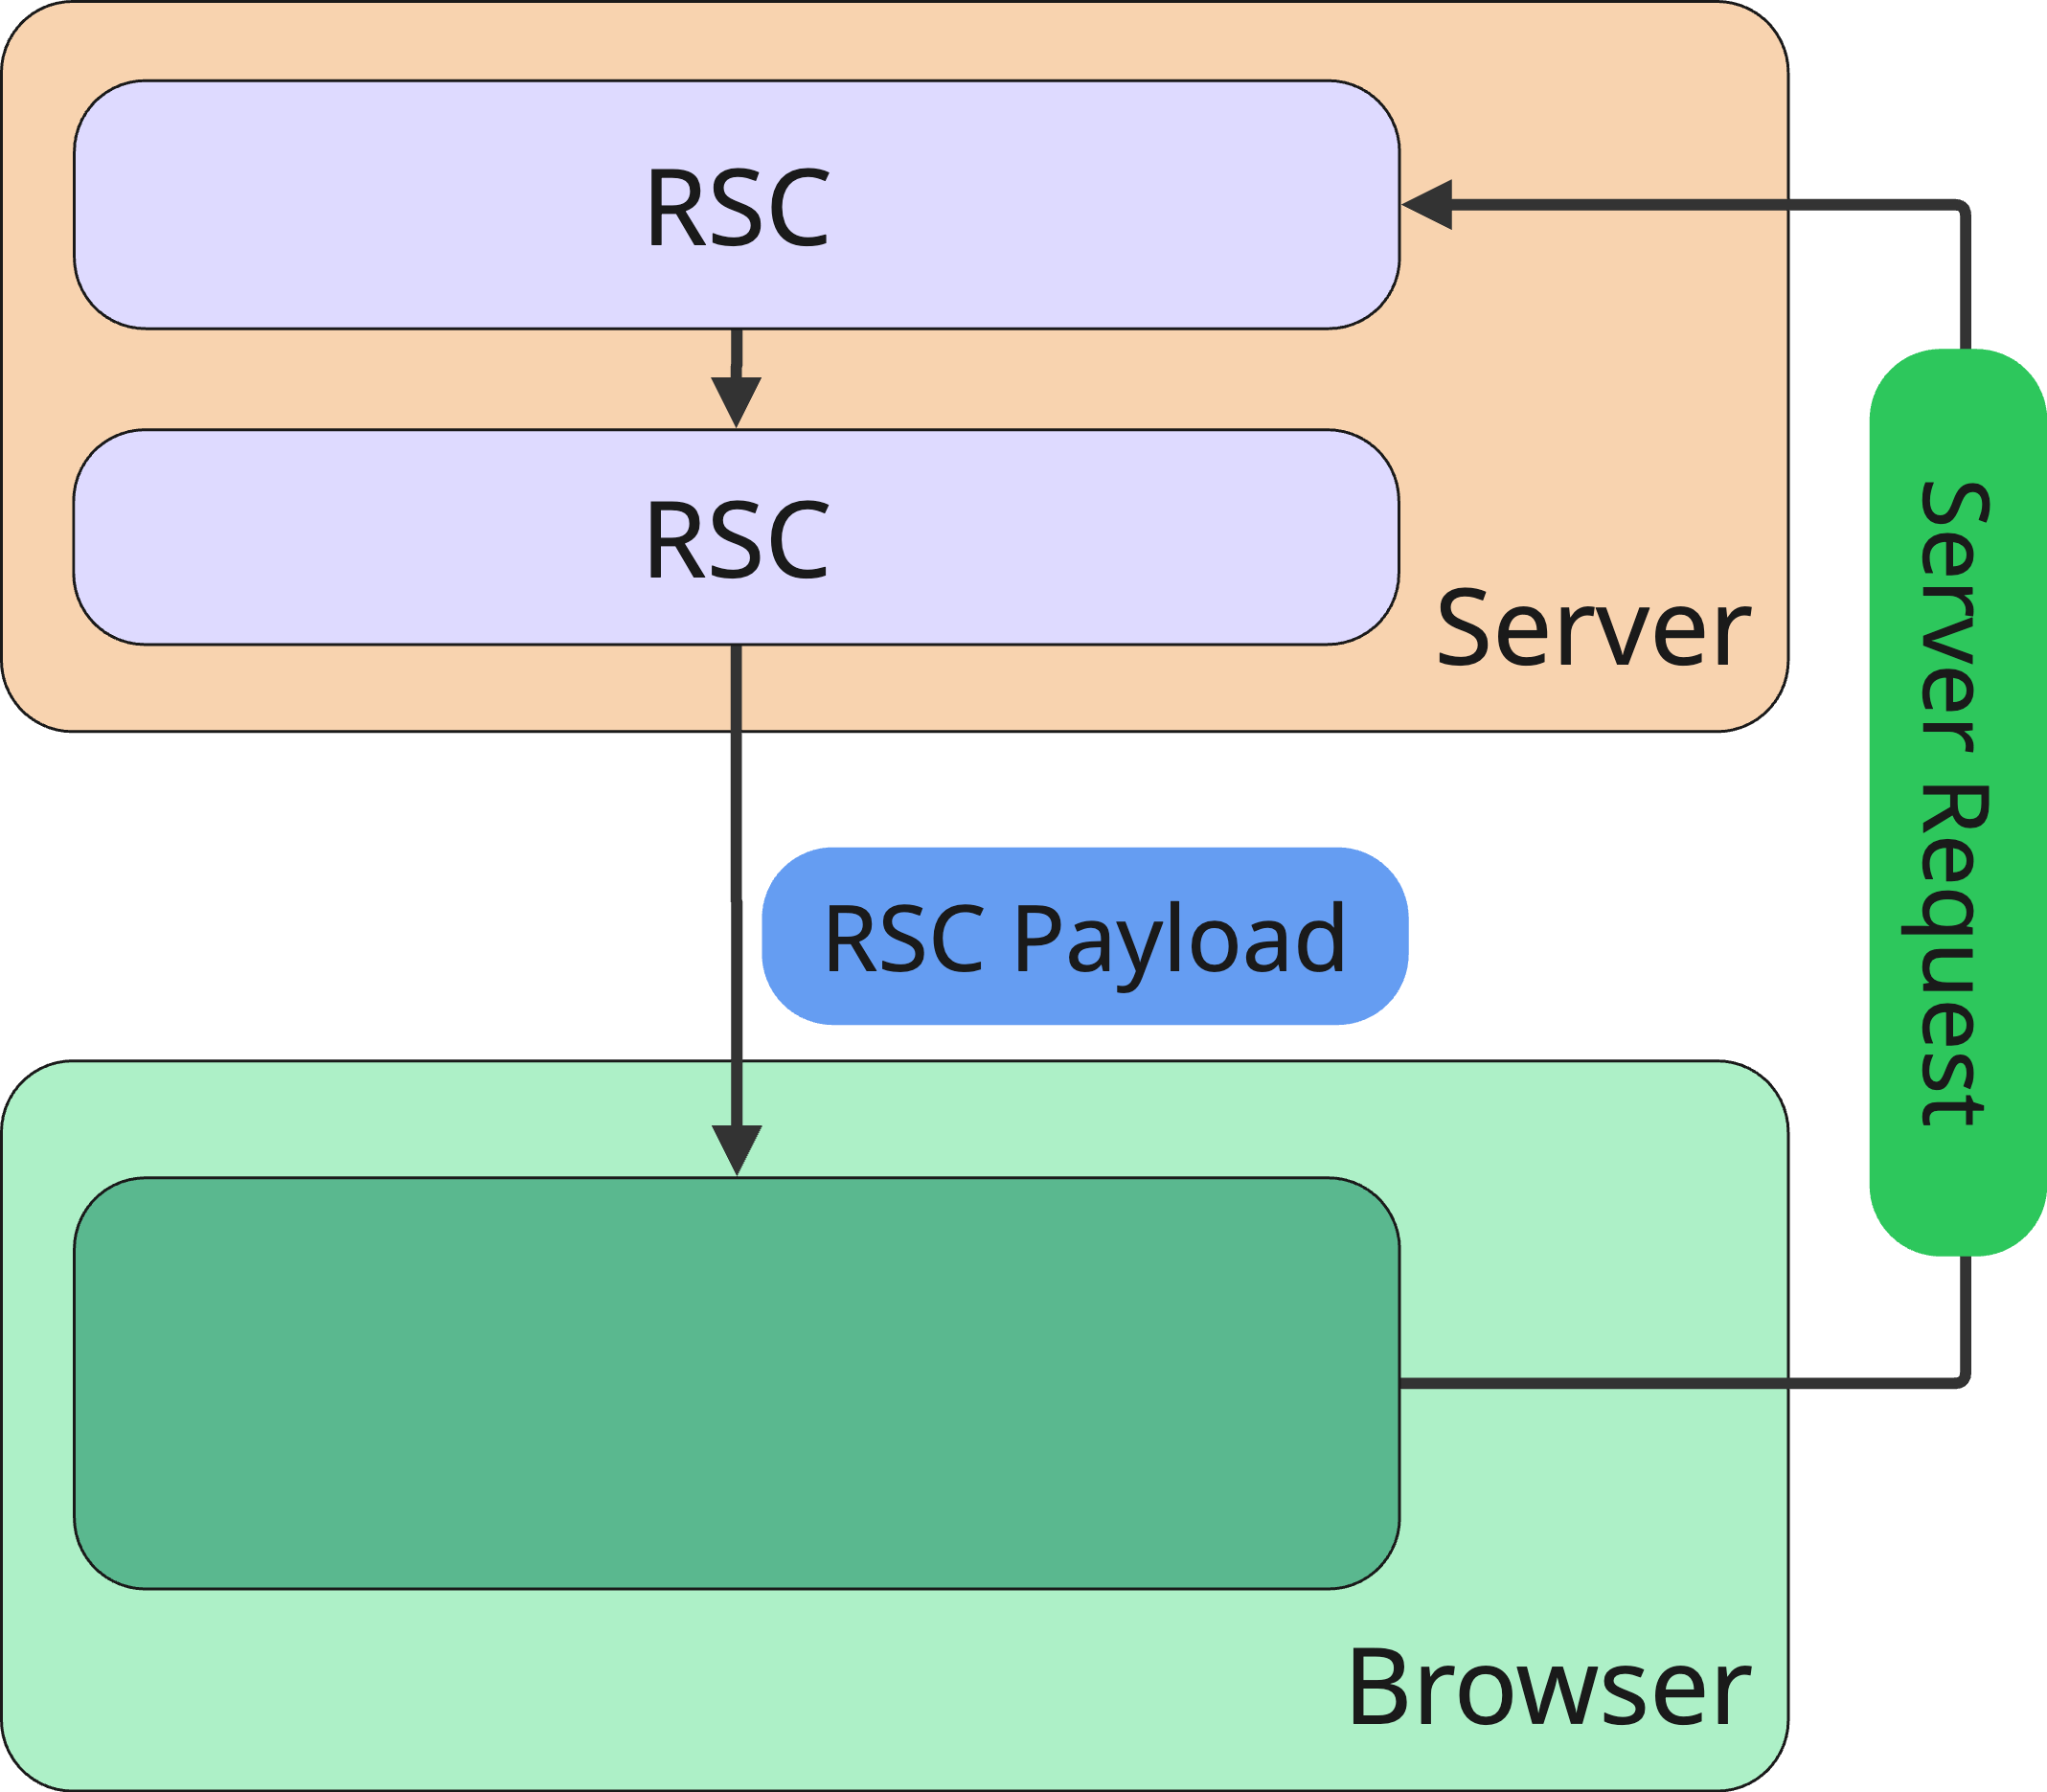 RSC
RSC
Server
Server Request
RSC Payload
Browser